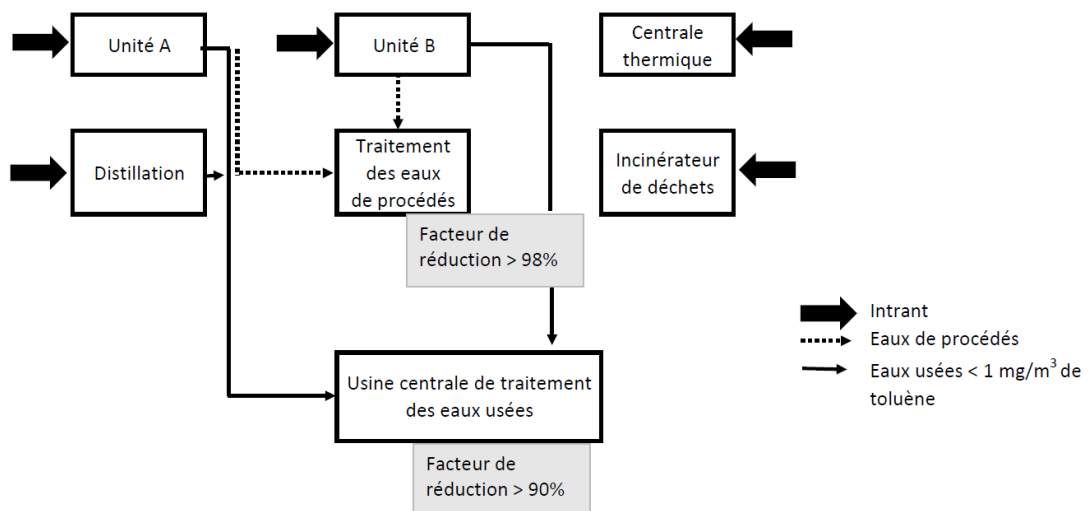 Unité A
Unité B
Centrale
thermique
Distillation
Traitement
des eaux
de procédés
Incinérateur
de déchets
Facteur de
réduction > 98%
Intrant
Eaux de procédés
Eaux usées < 1 mg/m³ de
toluène
Usine centrale de traitement
des eaux usées
Facteur de
réduction > 90%